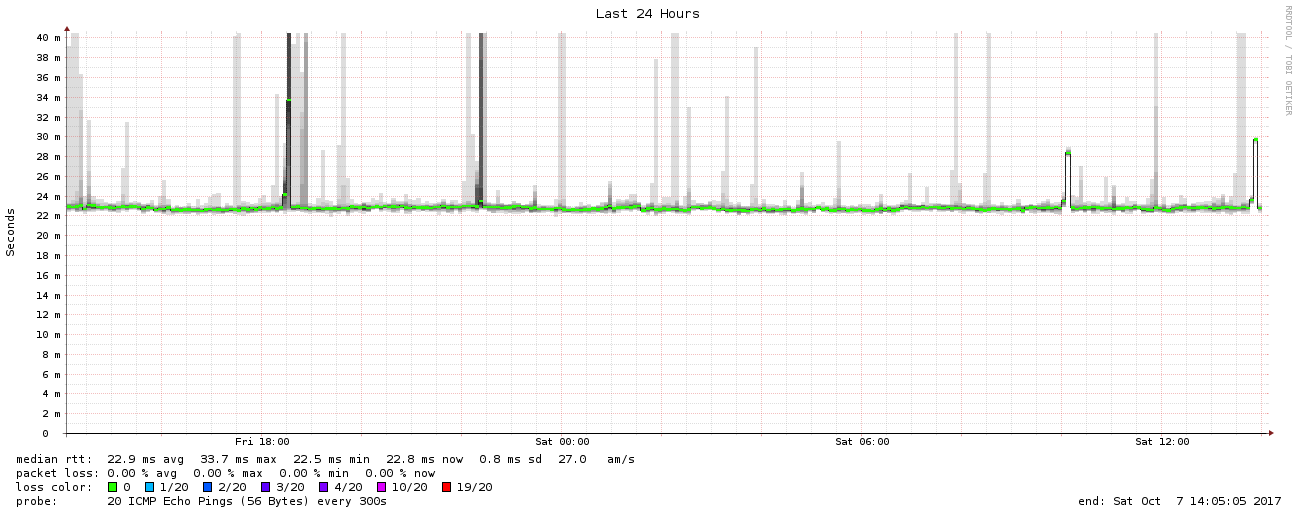 Last 24 Hours
RRDTOOL / TOBI OETIKER
Seconds
40 m
38 m
36 m
34 m
32 m
30 m
28 m
26 m
24 m
22 m
20 m
18 m
16 m
14 m
12 m
10 m
8 m
6 m
4 m
2 m
0
Fri 18:00 Sat 00:00 Sat 06:00 Sat 12:00
median rtt: 22.9 ms avg 33.7 ms max 22.5 ms min 22.8 ms now 0.8 ms sd 27.0 am/s
packet loss: 0.00 % avg 0.00 % max 0.00 % min 0.00 % now
loss color: 0 1/20 2/20 3/20 4/20 10/20 19/20
probe: 20 ICMP Echo Pings (56 Bytes) every 300s end: Sat Oct 7 14:05:05 2017